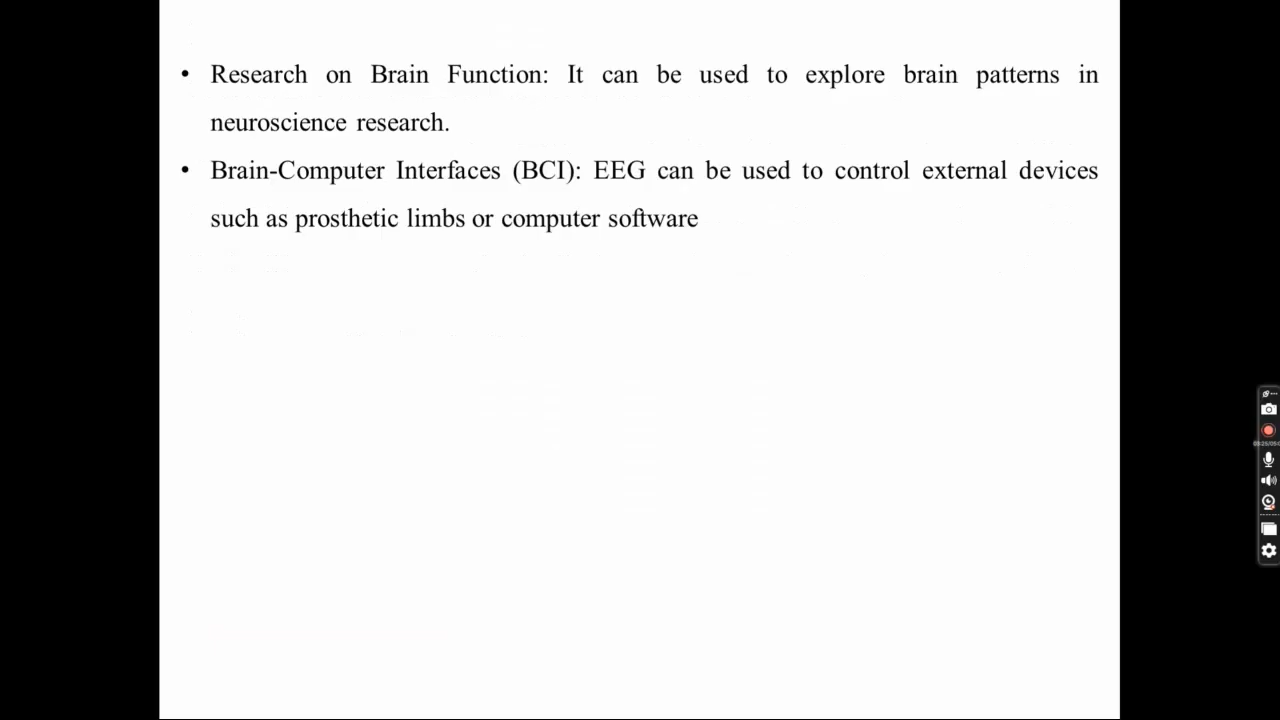 • Research on Brain Function: It can be used to explore brain patterns in
neuroscience research.
• Brain-Computer Interfaces (BCI): EEG can be used to control external devices
such as prosthetic limbs or computer software